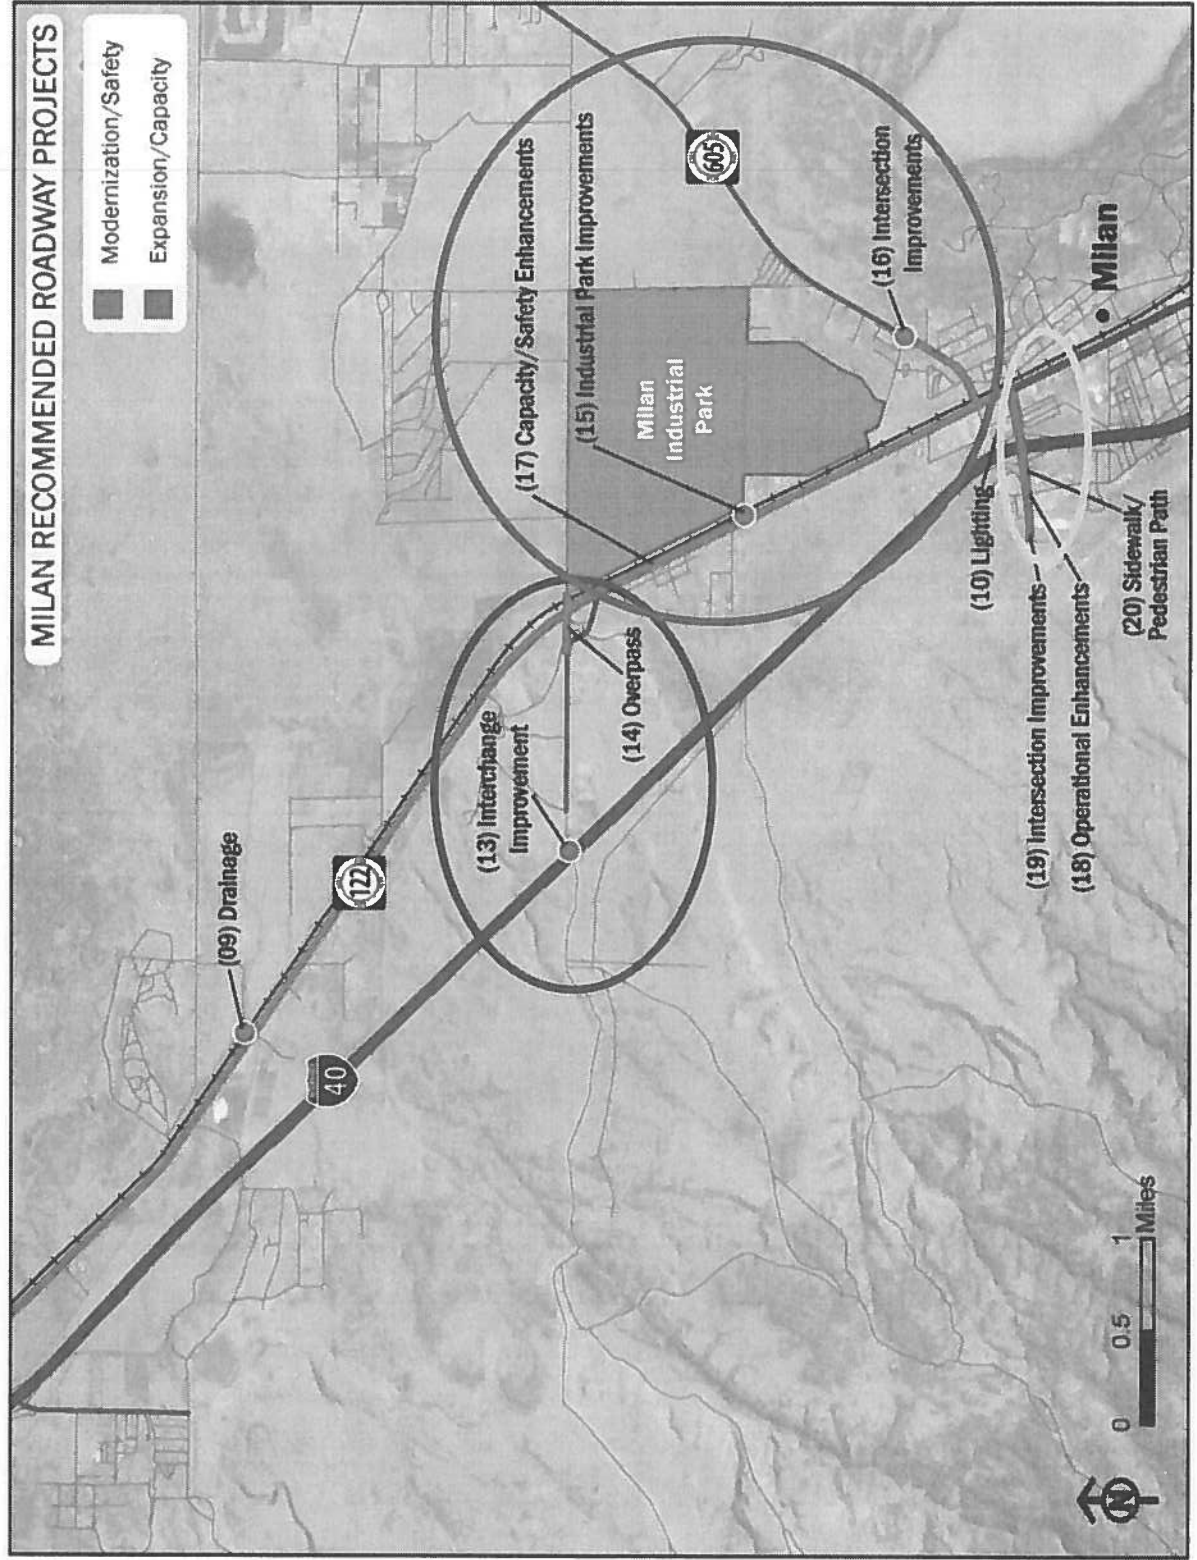 MILAN RECOMMENDED ROADWAY PROJECTS
Modernization/Safety
Expansion/Capacity
(09) Drainage
122
40
(13) Interchange
Improvement
(14) Overpass
(17) Capacity/Safety Enhancements
(15) Industrial Park Improvements
605
Milan
Industrial
Park
(16) Intersection
Improvements
Milan
(10) Lighting
(19) Intersection Improvements
(18) Operational Enhancements
(20) Sidewalk/
Pedestrian Path
N
0 0.5 1
Miles